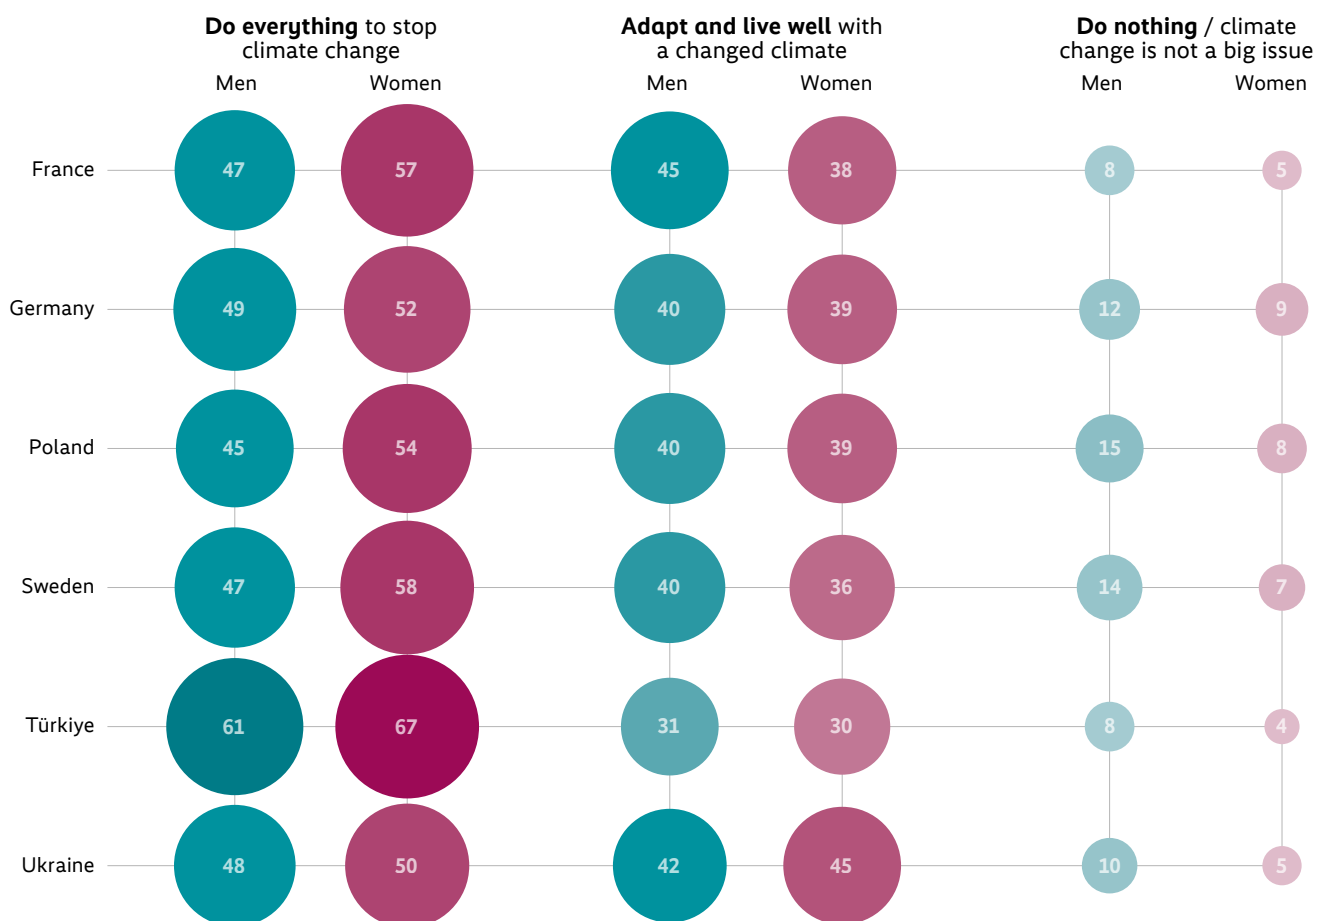 Do everything to stop
climate change
Adapt and live well with
a changed climate
Do nothing / climate
change is not a big issue
Men Women Men Women Men Women
France 47 57 45 38 8 5
Germany 49 52 40 39 12 9
Poland 45 54 40 39 15 8
Sweden 47 58 40 36 14 7
Türkiye 61 67 31 30 8 4
Ukraine 48 50 42 45 10 5